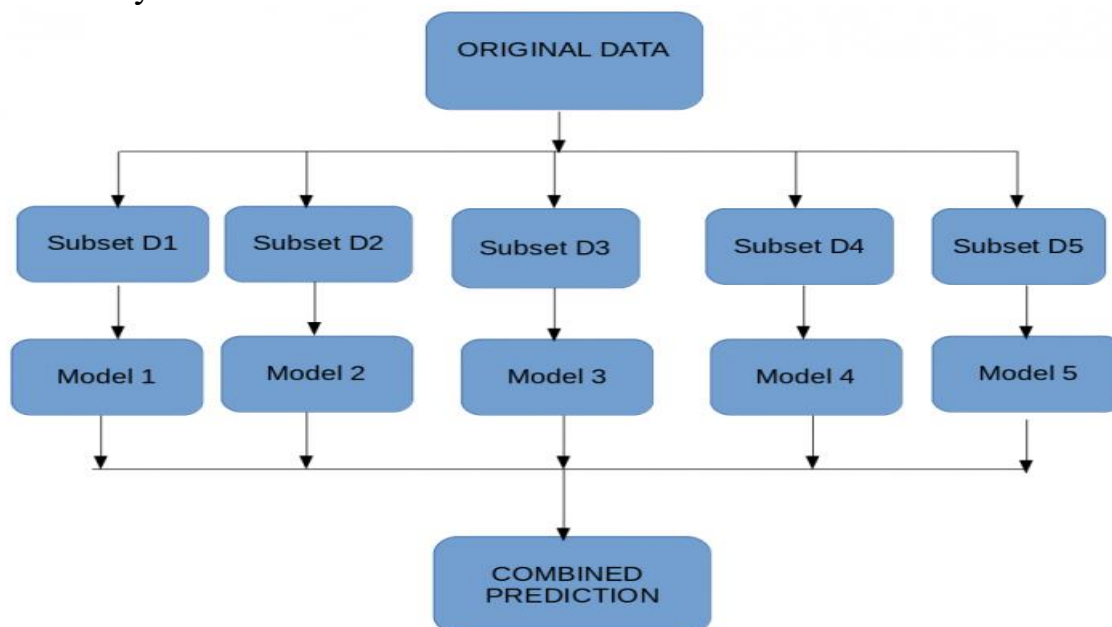 ORIGINAL DATA
Subset D1
Subset D2
Subset D3
Subset D4
Subset D5
Model 1
Model 2
Model 3
Model 4
Model 5
COMBINED
PREDICTION